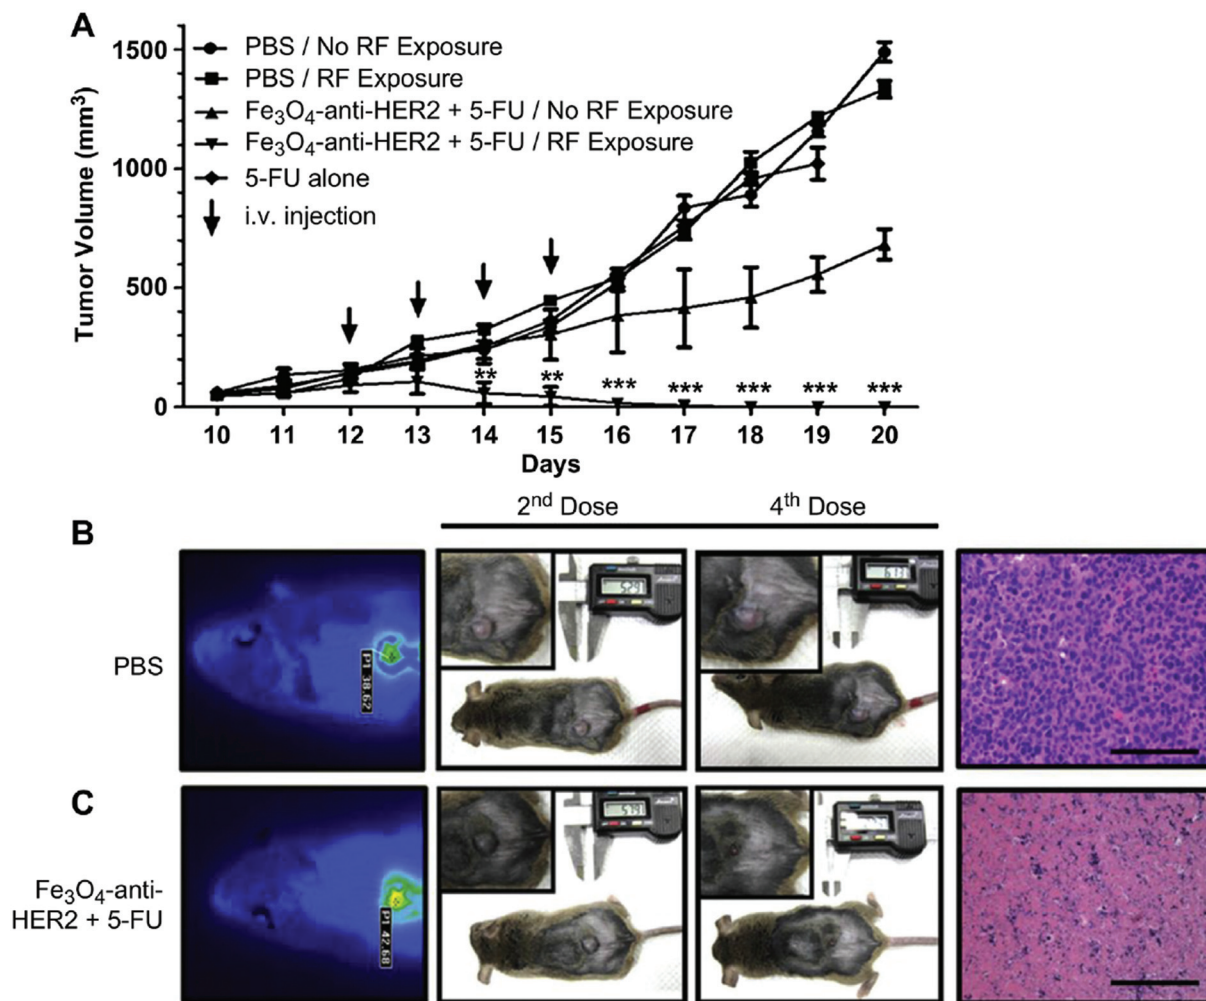 A
Tumor Volume (mm³)
1500
1000
500
0
PBS / No RF Exposure
PBS / RF Exposure
Fe₃O₄-anti-HER2 + 5-FU / No RF Exposure
Fe₃O₄-anti-HER2 + 5-FU / RF Exposure
5-FU alone
i.v. injection
** ** *** *** *** *** ***
10 11 12 13 14 15 16 17 18 19 20
Days
2nd Dose 4th Dose
B
PBS
P1 38.62
C
Fe₃O₄-anti-
HER2 + 5-FU
P1 42.68